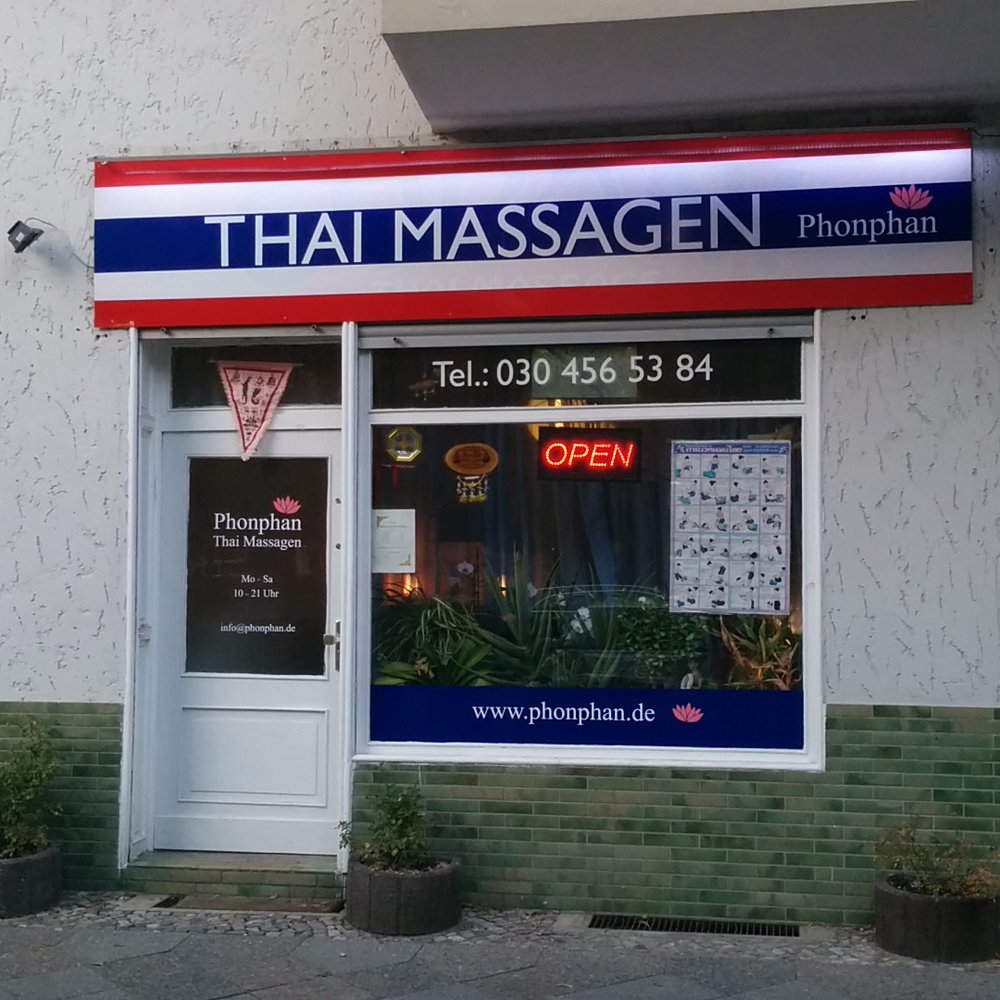 THAI MASSAGEN
Phonphan
Tel.: 030 456 53 84
OPEN
Phonphan
Thai Massagen
Mo - Sa
10 - 21 Uhr
info@phonphan.de
www.phonphan.de